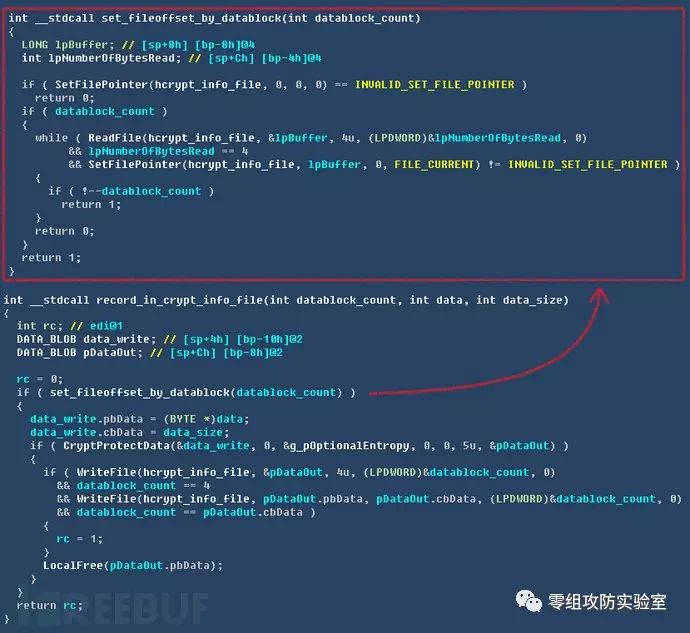 int __stdcall set_fileoffset_by_datablock(int datablock_count)
{
  LONG lpBuffer; // [sp+8h] [bp-8h]@4
  int lpNumberOfBytesRead; // [sp+Ch] [bp-4h]@4

  if ( SetFilePointer(hcrypt_info_file, 0, 0, 0) == INVALID_SET_FILE_POINTER )
    return 0;
  if ( datablock_count )
  {
    while ( ReadFile(hcrypt_info_file, &lpBuffer, 4u, (LPDWORD)&lpNumberOfBytesRead, 0)
         && lpNumberOfBytesRead == 4
         && SetFilePointer(hcrypt_info_file, lpBuffer, 0, FILE_CURRENT) != INVALID_SET_FILE_POINTER )
    {
      if ( !--datablock_count )
        return 1;
    }
    return 0;
  }
  return 1;
}
int __stdcall record_in_crypt_info_file(int datablock_count, int data, int data_size)
{
  int rc; // edi@1
  DATA_BLOB data_write; // [sp+4h] [bp-10h]@2
  DATA_BLOB pDataOut; // [sp+Ch] [bp-8h]@2

  rc = 0;
  if ( set_fileoffset_by_datablock(datablock_count) )
  {
    data_write.pbData = (BYTE *)data;
    data_write.cbData = data_size;
    if ( CryptProtectData(&data_write, 0, &g_pOptionalEntropy, 0, 0, 5u, &pDataOut) )
    {
      if ( WriteFile(hcrypt_info_file, &pDataOut, 4u, (LPDWORD)&datablock_count, 0)
        && datablock_count == 4
        && WriteFile(hcrypt_info_file, pDataOut.pbData, pDataOut.cbData, (LPDWORD)&datablock_count, 0)
        && datablock_count == pDataOut.cbData )
      {
        rc = 1;
      }
      LocalFree(pDataOut.pbData);
    }
  }
  return rc;
}
REEBUF
零组攻防实验室